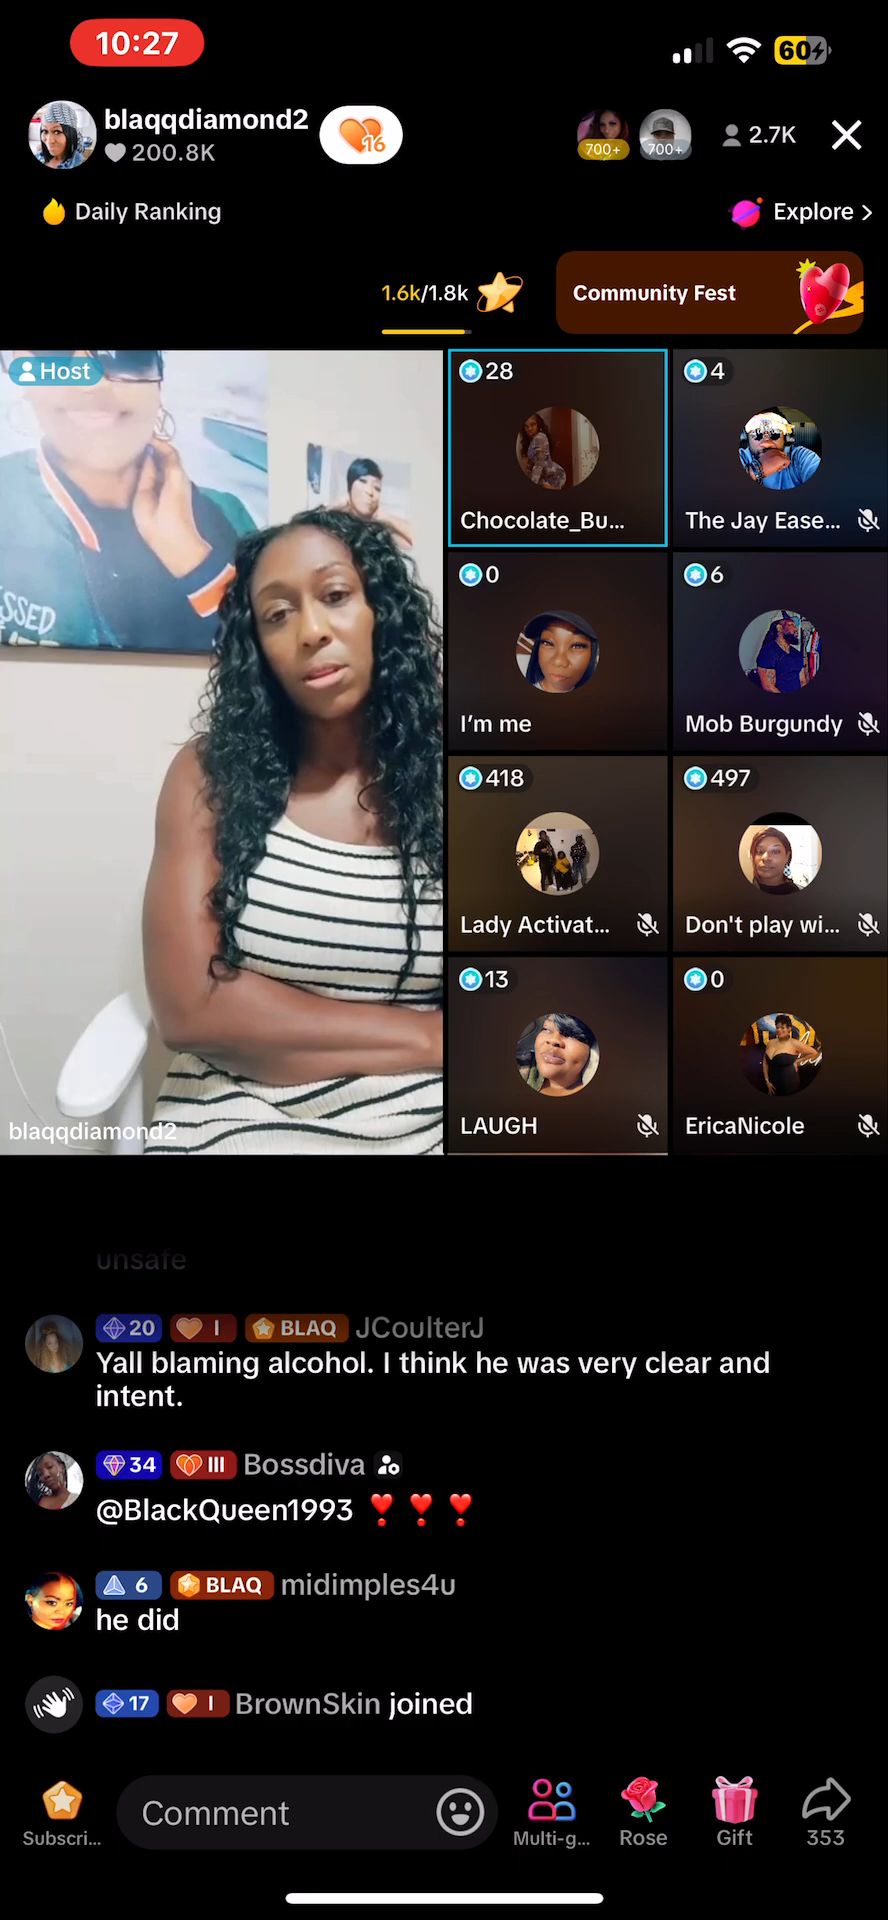 10:27
60
blaqqdiamond2
200.8K
16
700+
700+
2.7K
Daily Ranking
Explore >
1.6k/1.8k
Community Fest
Host
SSED
blaqqdiamond2
28
Chocolate_Bu...
4
The Jay Ease...
0
I'm me
6
Mob Burgundy
418
Lady Activat...
497
Don't play wi...
13
LAUGH
0
EricaNicole
unsafe
20 I BLAQ JCoulterJ
Yall blaming alcohol. I think he was very clear and
intent.
34 III Bossdiva
@BlackQueen1993 ❣️ ❣️ ❣️
6 BLAQ midimples4u
he did
17 I BrownSkin joined
Comment
Subscri...
Multi-g...
Rose
Gift
353